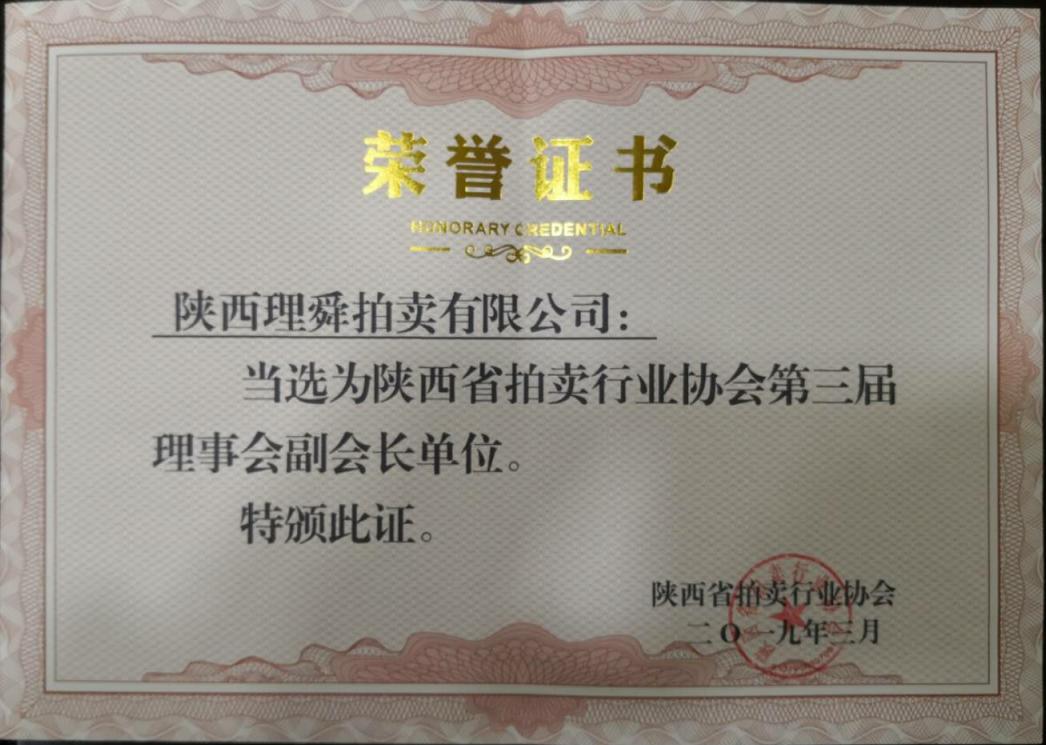 荣誉证书
HONORARY CREDENTIAL
陕西理舜拍卖有限公司：
当选为陕西省拍卖行业协会第三届
理事会副会长单位。
特颁此证。
陕西省拍卖行业协会
二〇一九年三月